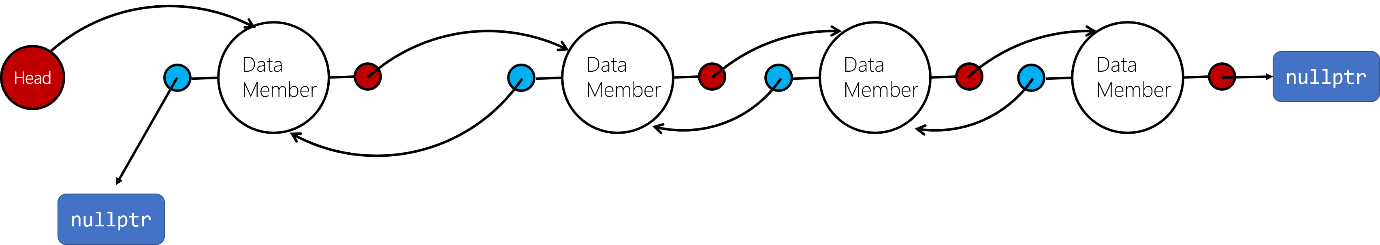 Head
Data
Member
Data
Member
Data
Member
Data
Member
nullptr
nullptr